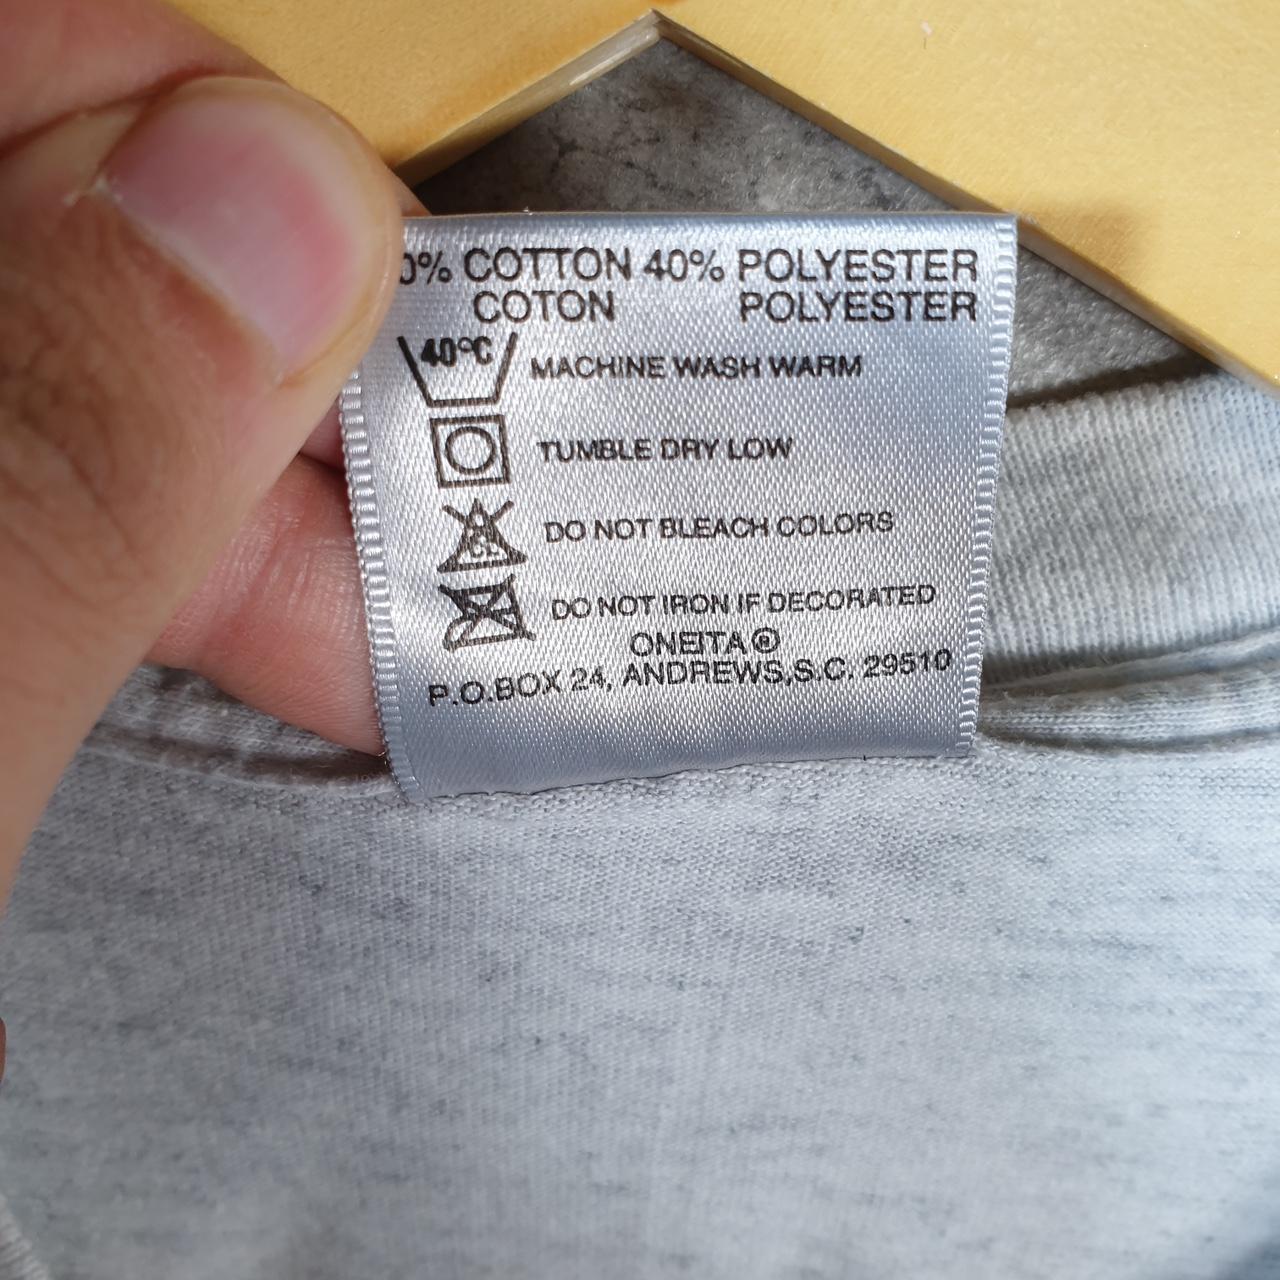 0% COTTON 40% POLYESTER
COTON POLYESTER
40°C MACHINE WASH WARM
TUMBLE DRY LOW
DO NOT BLEACH COLORS
DO NOT IRON IF DECORATED
ONEITA®
P.O.BOX 24, ANDREWS,S.C. 29510